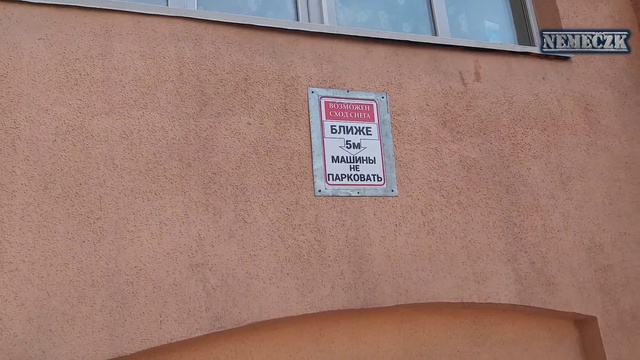 NEMECZK
ВОЗМОЖЕН
СХОД СНЕГА
БЛИЖЕ
5м
МАШИНЫ
НЕ
ПАРКОВАТЬ